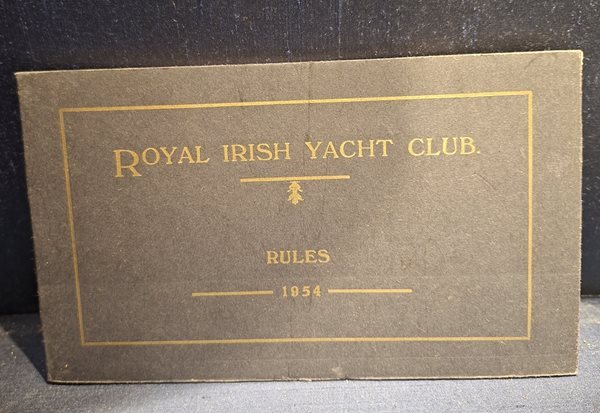 ROYAL IRISH YACHT CLUB.
RULES
1954